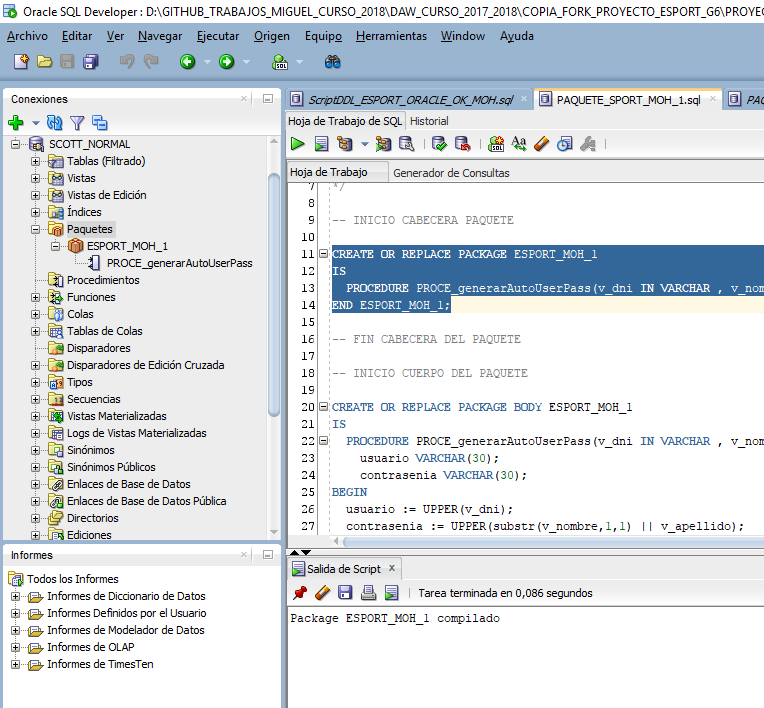 Oracle SQL Developer : D:\GITHUB_TRABAJOS_MIGUEL_CURSO_2018\DAW_CURSO_2017_2018\COPIA_FORK_PROYECTO_ESPORT_G6\PROYEC
Archivo Editar Ver Navegar Ejecutar Origen Equipo Herramientas Window Ayuda
Conexiones
SCOTT_NORMAL
Tablas (Filtrado)
Vistas
Vistas de Edición
Índices
Paquetes
ESPORT_MOH_1
PROCE_generarAutoUserPass
Procedimientos
Funciones
Colas
Tablas de Colas
Disparadores
Disparadores de Edición Cruzada
Tipos
Secuencias
Vistas Materializadas
Logs de Vistas Materializadas
Sinónimos
Sinónimos Públicos
Enlaces de Base de Datos
Enlaces de Base de Datos Pública
Directorios
Ediciones
Informes
Todos los Informes
Informes de Diccionario de Datos
Informes Definidos por el Usuario
Informes de Modelador de Datos
Informes de OLAP
Informes de TimesTen
ScriptDDL_ESPORT_ORACLE_OK_MOH.sql PAQUETE_SPORT_MOH_1.sql PAC
Hoja de Trabajo de SQL Historial
Hoja de Trabajo Generador de Consultas
7 */
8
9 -- INICIO CABECERA PAQUETE
10
11 CREATE OR REPLACE PACKAGE ESPORT_MOH_1
12 IS
13 PROCEDURE PROCE_generarAutoUserPass(v_dni IN VARCHAR , v_nom
14 END ESPORT_MOH_1;
15
16 -- FIN CABECERA DEL PAQUETE
17
18 -- INICIO CUERPO DEL PAQUETE
19
20 CREATE OR REPLACE PACKAGE BODY ESPORT_MOH_1
21 IS
22 PROCEDURE PROCE_generarAutoUserPass(v_dni IN VARCHAR , v_nom
23 usuario VARCHAR(30);
24 contrasenia VARCHAR(30);
25 BEGIN
26 usuario := UPPER(v_dni);
27 contrasenia := UPPER(substr(v_nombre,1,1) || v_apellido);
Salida de Script x
Tarea terminada en 0,086 segundos
Package ESPORT_MOH_1 compilado